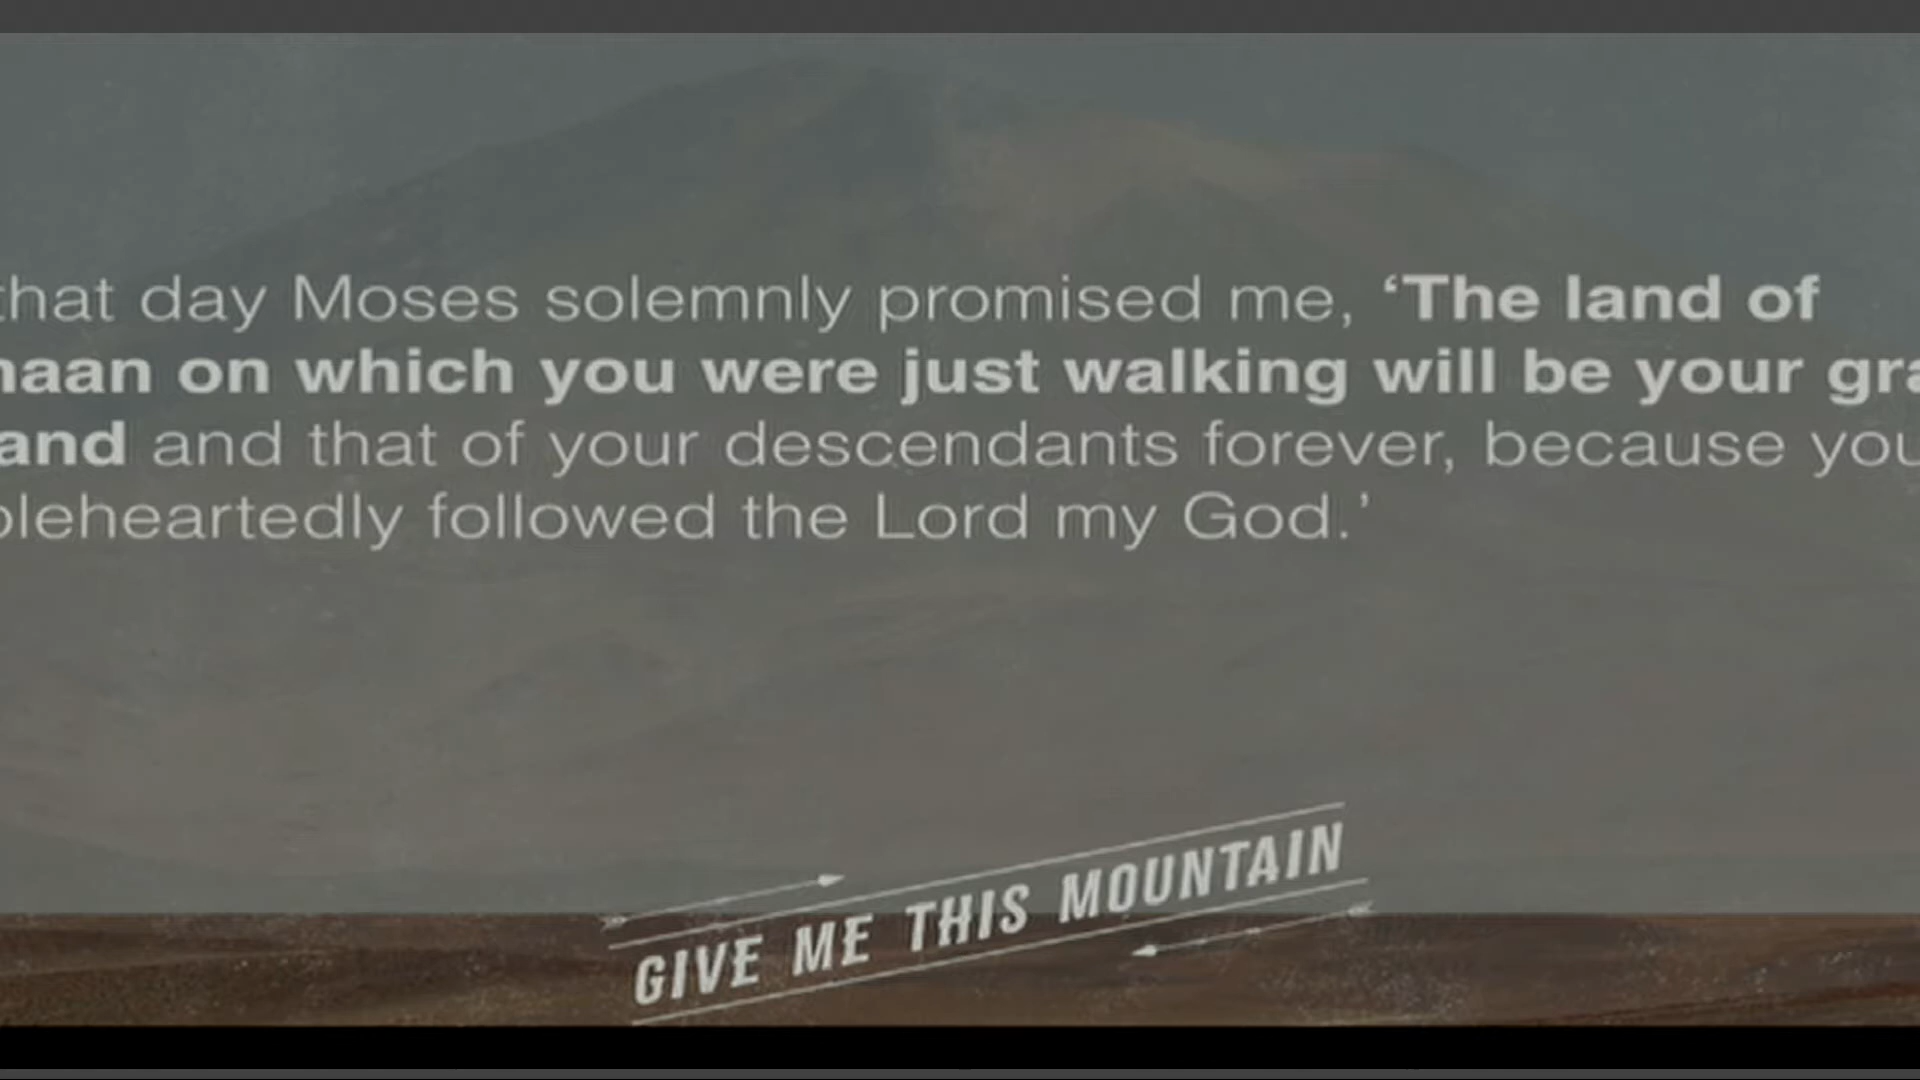 that day Moses solemnly promised me, ‘The land of
naan on which you were just walking will be your gra
and and that of your descendants forever, because you
oleheartedly followed the Lord my God.’
GIVE ME THIS MOUNTAIN